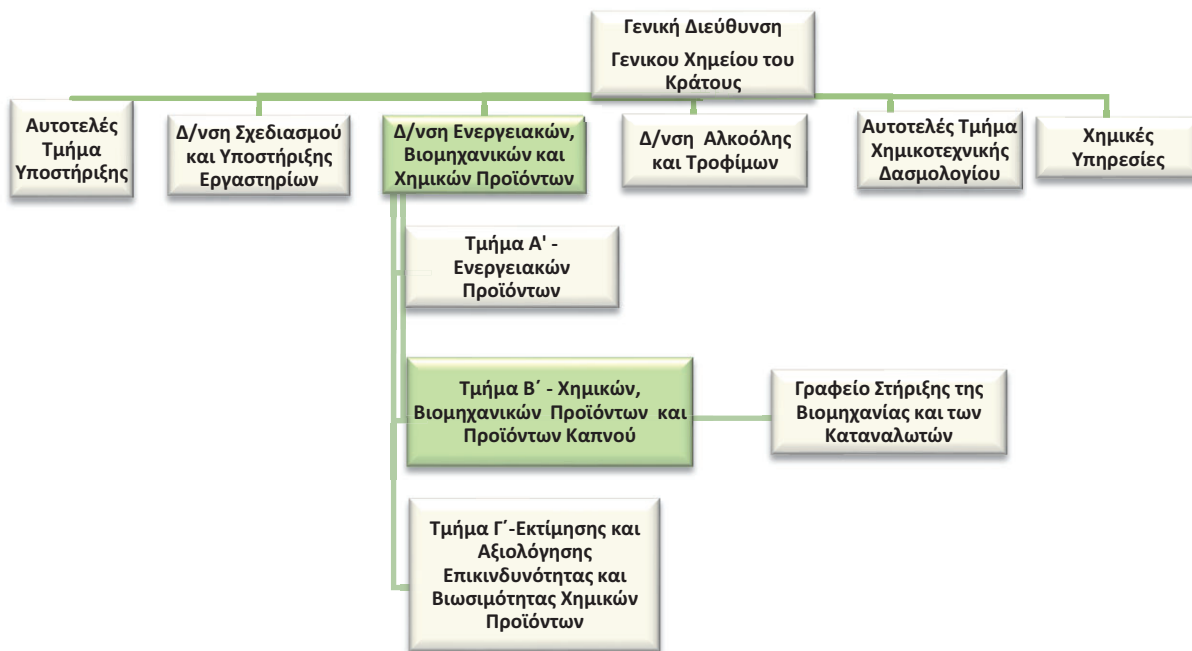 Γενική Διεύθυνση
Γενικου Χημείου του
Κράτους
Αυτοτελές
Τμήμα
Υποστήριξης
Δ/νση Σχεδιασμού
και Υποστήριξης
Εργαστηρίων
Δ/νση Ενεργειακών,
Βιομηχανικών και
Χημικών Προϊόντων
Δ/νση Αλκοόλης
και Τροφίμων
Αυτοτελές Τμήμα
Χημικοτεχνικής
Δασμολογίου
Χημικές
Υπηρεσίες
Τμήμα Α' -
Ενεργειακών
Προϊόντων
Τμήμα Β΄ - Χημικών,
Βιομηχανικών Προϊόντων και
Προϊόντων Καπνού
Γραφείο Στήριξης της
Βιομηχανίας και των
Καταναλωτών
Τμήμα Γ΄-Εκτίμησης και
Αξιολόγησης
Επικινδυνότητας και
Βιωσιμότητας Χημικών
Προϊόντων